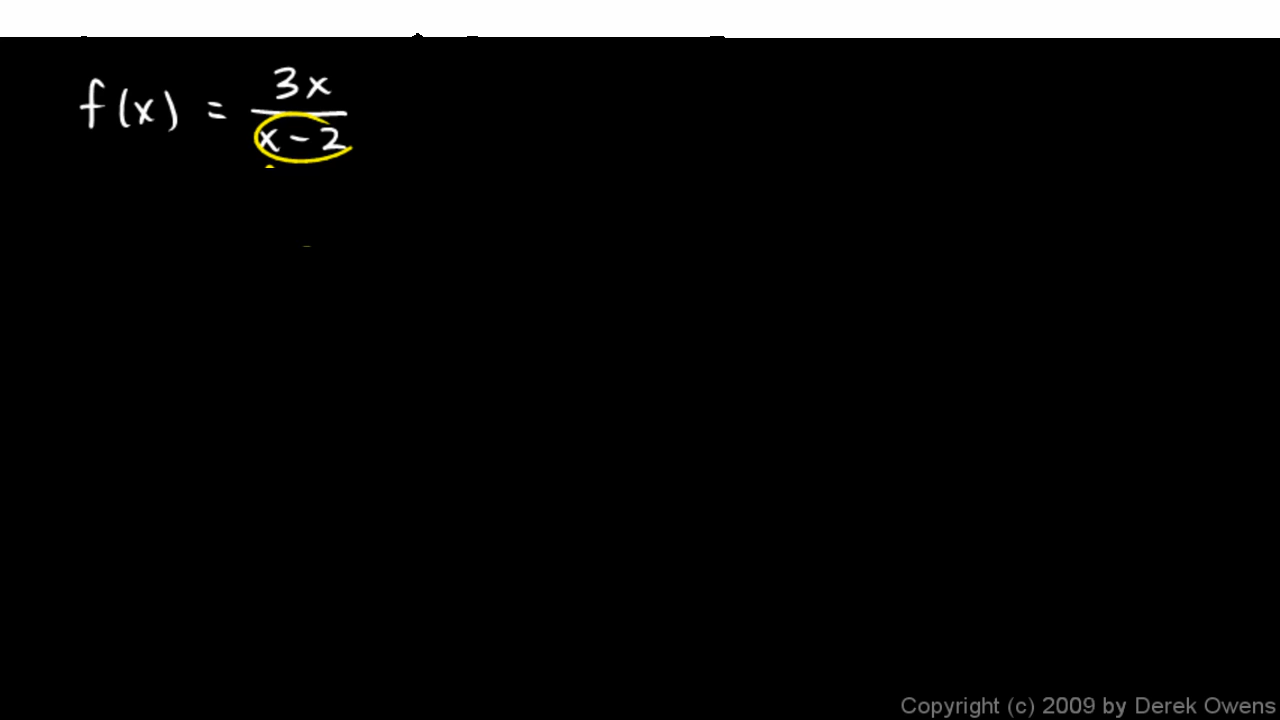 f(x) = 3x / x - 2
Copyright (c) 2009 by Derek Owens